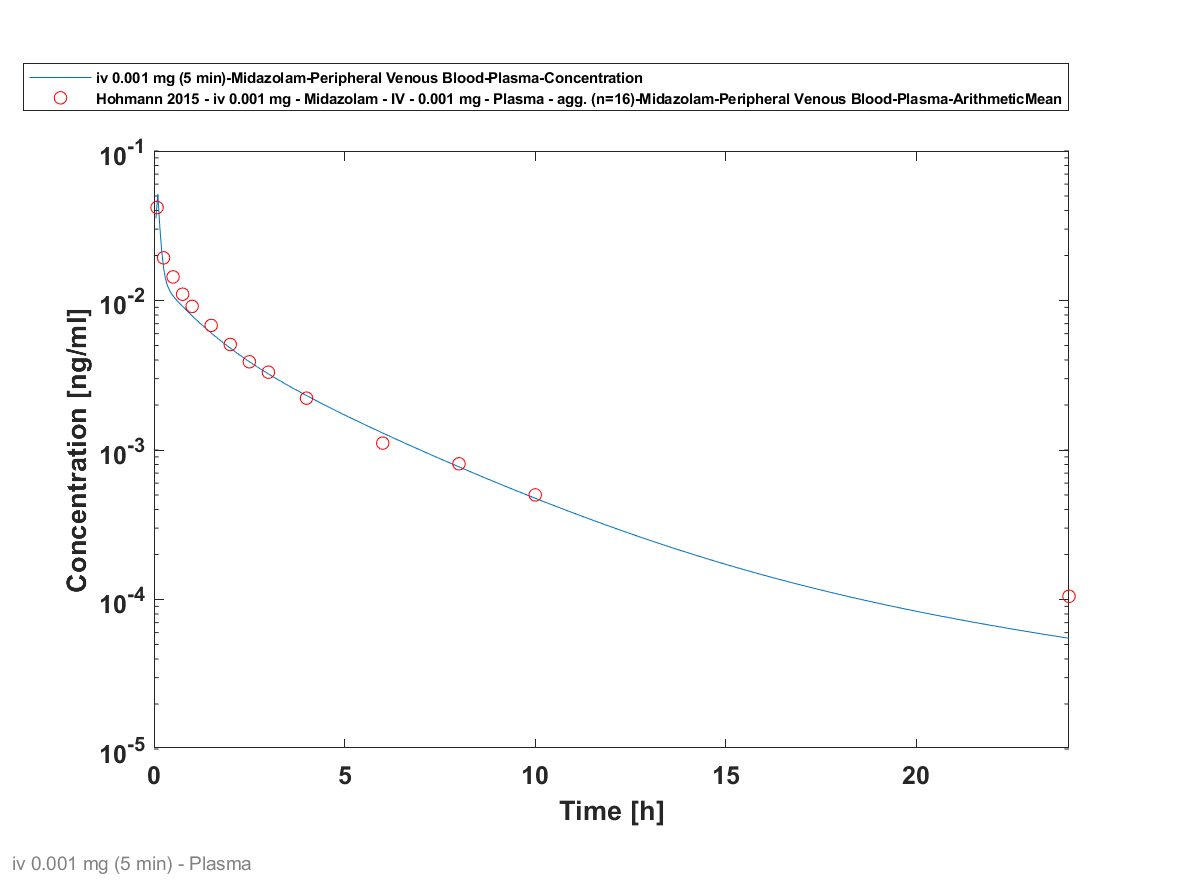 iv 0.001 mg (5 min)-Midazolam-Peripheral Venous Blood-Plasma-Concentration
Hohmann 2015 - iv 0.001 mg - Midazolam - IV - 0.001 mg - Plasma - agg. (n=16)-Midazolam-Peripheral Venous Blood-Plasma-ArithmeticMean
10-1
10-2
10-3
10-4
10-5
Concentration [ng/ml]
0 5 10 15 20
Time [h]
iv 0.001 mg (5 min) - Plasma